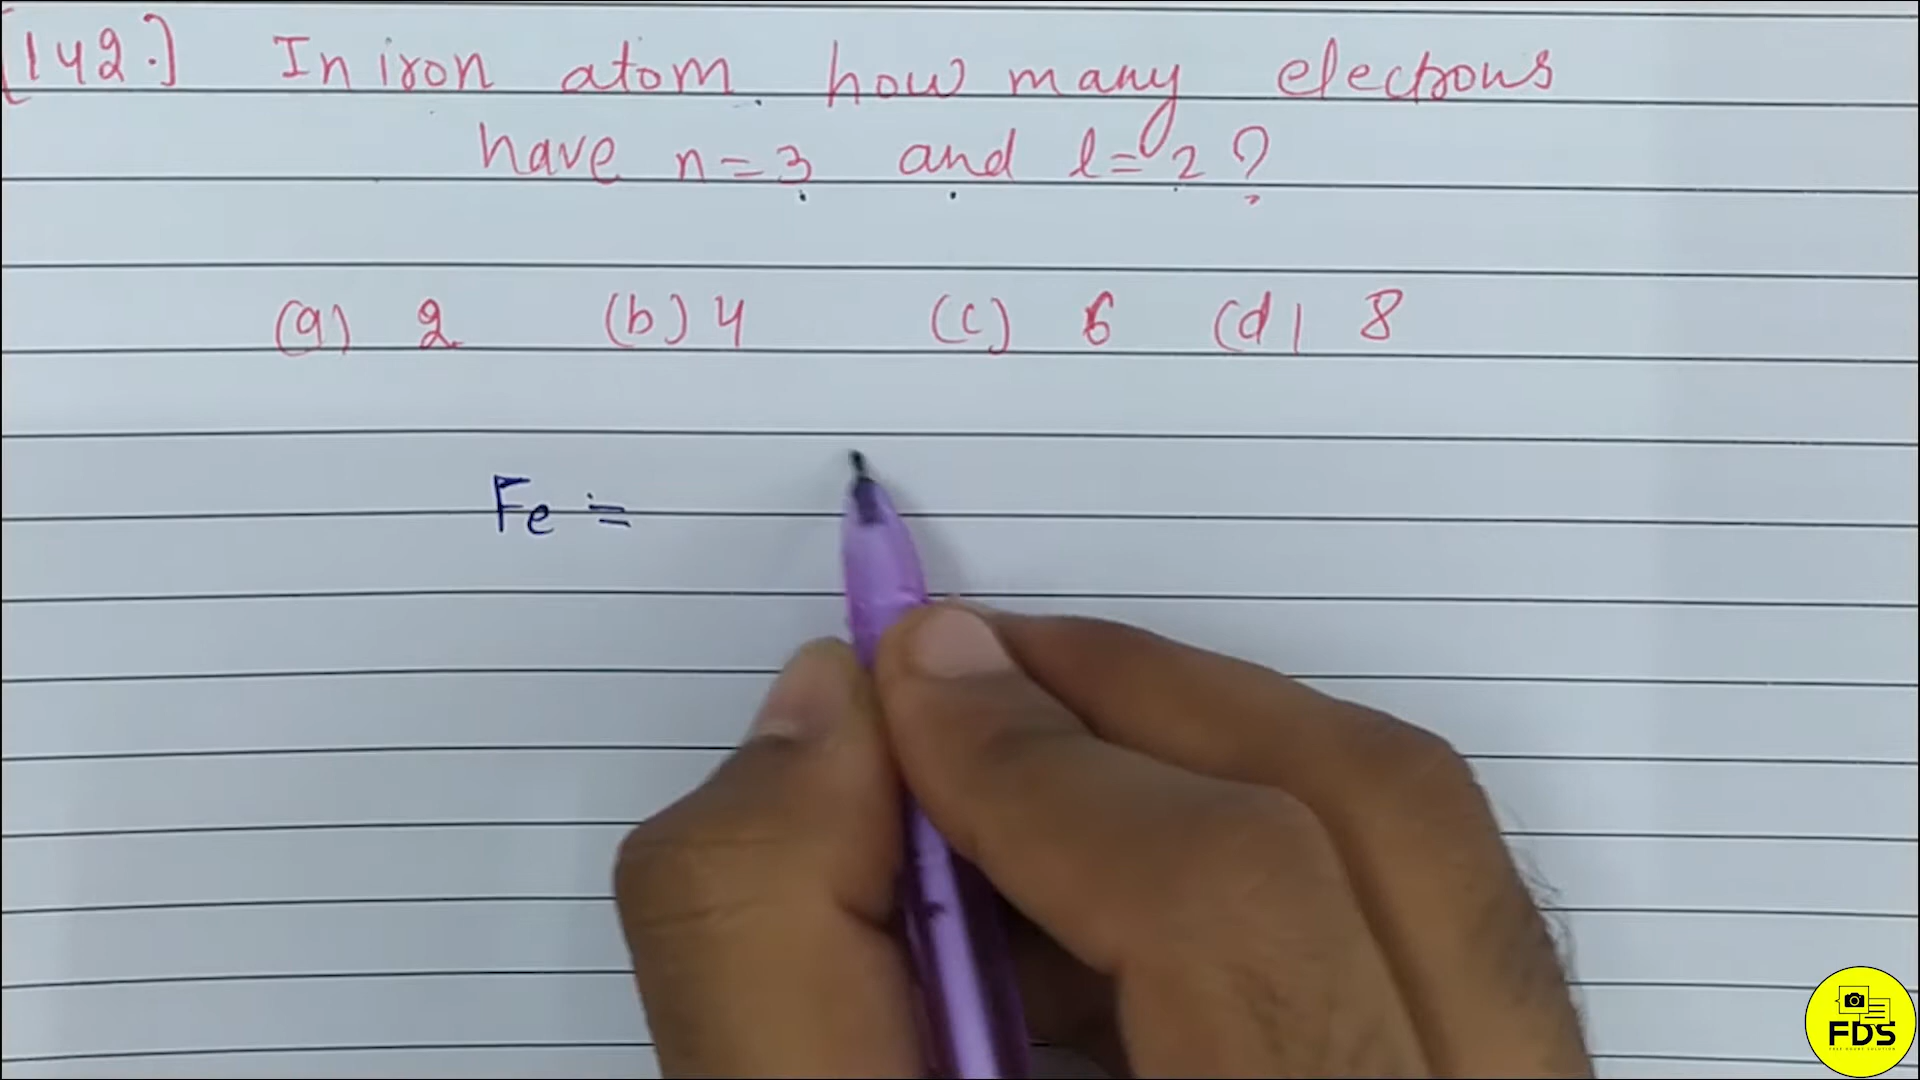 [142.] In iron atom how many electrons
have n=3 and l=2?
(a) 2 (b) 4 (c) 6 (d) 8
Fe =
FDS